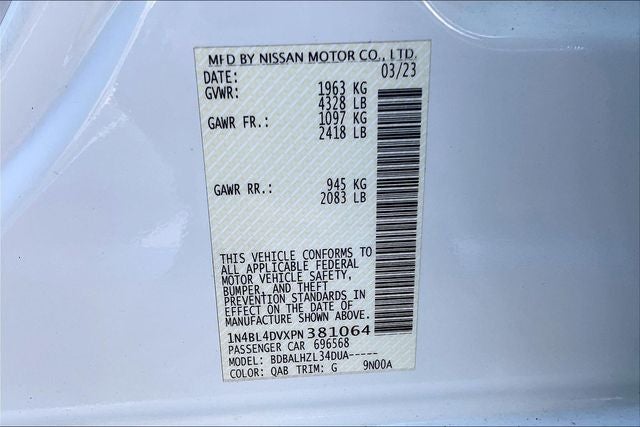 MFD BY NISSAN MOTOR CO., LTD.
DATE: 03/23
GVWR: 1963 KG
4328 LB
GAWR FR.: 1097 KG
2418 LB
GAWR RR.: 945 KG
2083 LB
THIS VEHICLE CONFORMS TO
ALL APPLICABLE FEDERAL
MOTOR VEHICLE SAFETY,
BUMPER, AND THEFT
PREVENTION STANDARDS IN
EFFECT ON THE DATE OF
MANUFACTURE SHOWN ABOVE.
1N4BL4DVXPN381064
PASSENGER CAR 696568
MODEL: BDBALHZL34DUA-----
COLOR: QAB TRIM: G 9N00A